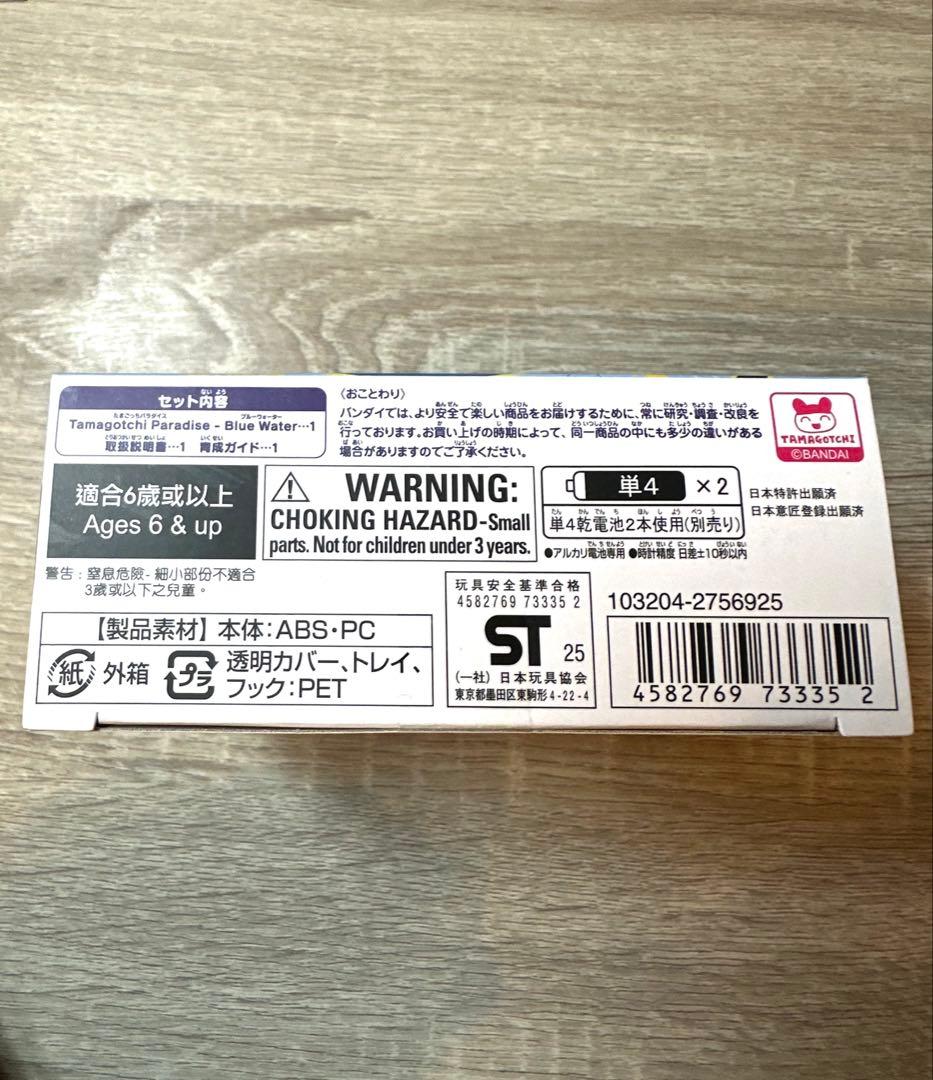 セット内容
Tamagotchi Paradise - Blue Water…1
取扱説明書…1 育成ガイド…1
〈おことわり〉
バンダイでは、より安全で楽しい商品をお届けするために、常に研究・調査・改良を
行っております。お買い上げの時期によって、同一商品の中にも多少の違いがある
場合がありますのでご了承ください。
TAMAGOTCHI
©BANDAI
適合6歳或以上
Ages 6 & up
WARNING:
CHOKING HAZARD-Small
parts. Not for children under 3 years.
単4 ×2
単4乾電池2本使用(別売り)
●アルカリ電池専用 ●時計精度 日差±10秒以内
日本特許出願済
日本意匠登録出願済
警告：窒息危險-細小部份不適合
3歲或以下之兒童。
【製品素材】本体:ABS・PC
紙 外箱
プラ 透明カバー、トレイ、
フック:PET
玩具安全基準合格
4582769 73335 2
ST 25
(一社) 日本玩具協会
東京都墨田区東駒形4-22-4
103204-2756925
4582769 73335 2